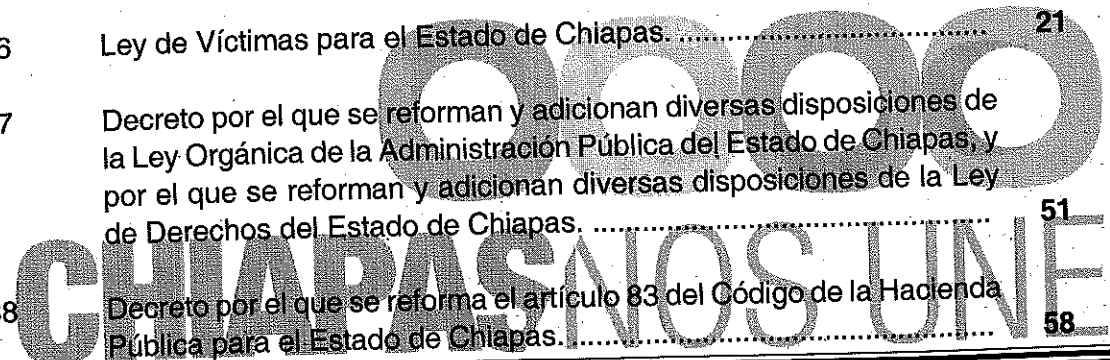 6 Ley de Víctimas para el Estado de Chiapas. ................................ 21
7 Decreto por el que se reforman y adicionan diversas disposiciones de
la Ley Orgánica de la Administración Pública del Estado de Chiapas, y
por el que se reforman y adicionan diversas disposiciones de la Ley
de Derechos del Estado de Chiapas. ......................................... 51
CHIAPASNOS UNE
8 Decreto por el que se reforma el artículo 83 del Código de la Hacienda
Pública para el Estado de Chiapas. ............................................ 58